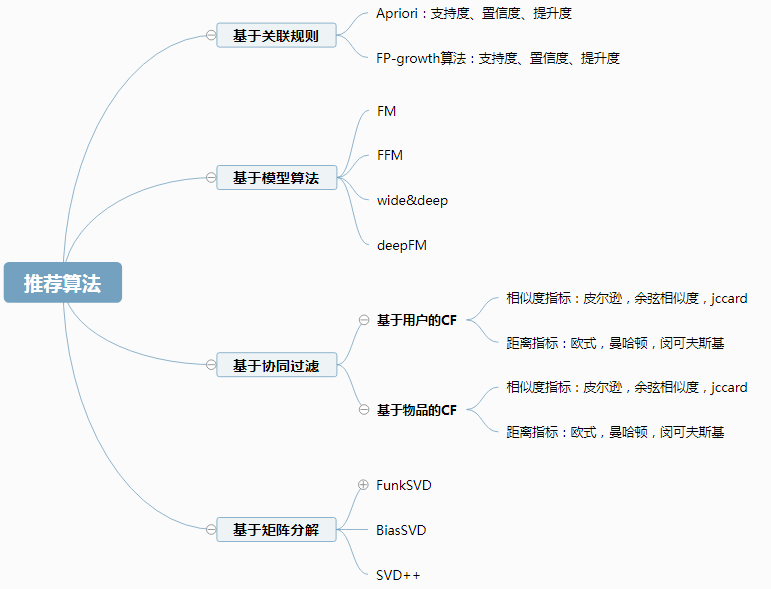 推荐算法
基于关联规则
Apriori：支持度、置信度、提升度
FP-growth算法：支持度、置信度、提升度
基于模型算法
FM
FFM
wide&deep
deepFM
基于协同过滤
基于用户的CF
相似度指标：皮尔逊，余弦相似度，jccard
距离指标：欧式，曼哈顿，闵可夫斯基
基于物品的CF
相似度指标：皮尔逊，余弦相似度，jccard
距离指标：欧式，曼哈顿，闵可夫斯基
基于矩阵分解
FunkSVD
BiasSVD
SVD++